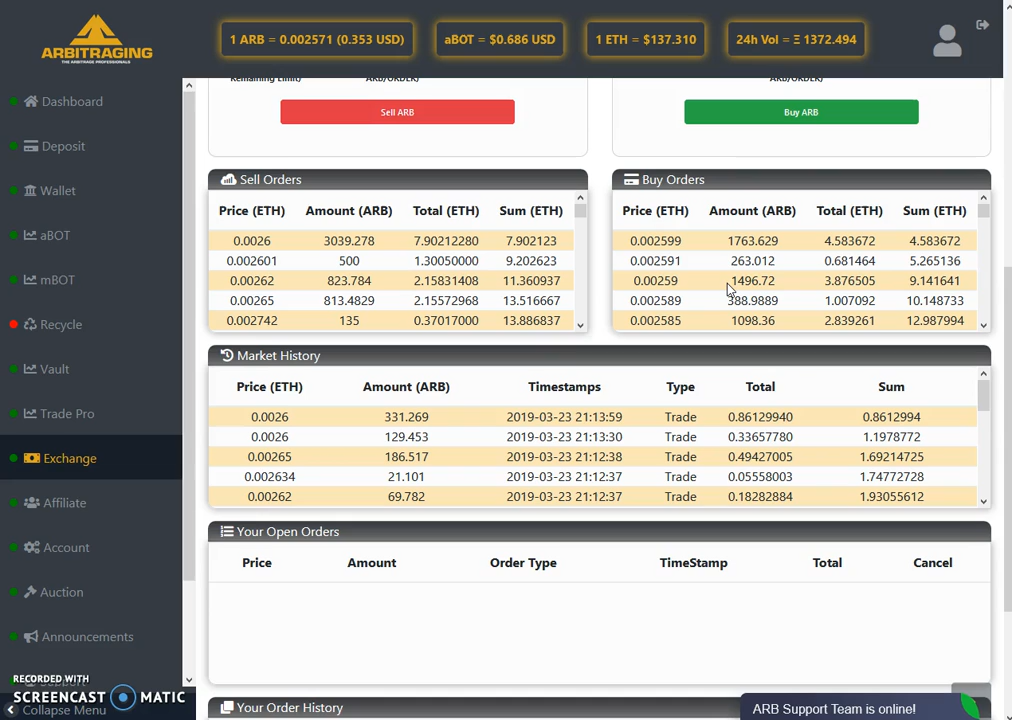 ARBITRAGING
THE ARBITRAGE PROFESSIONALS
1 ARB = 0.002571 (0.353 USD)
aBOT = $0.686 USD
1 ETH = $137.310
24h Vol = Ξ 1372.494
Dashboard
Deposit
Wallet
aBOT
mBOT
Recycle
Vault
Trade Pro
Exchange
Affiliate
Account
Auction
Announcements
Support
Collapse Menu
RECORDED WITH
SCREENCAST MATIC
Remaining Limit)
ARB/ORDER)
Sell ARB
ARB/ORDER)
Buy ARB
Sell Orders
Price (ETH) Amount (ARB) Total (ETH) Sum (ETH)
0.0026 3039.278 7.90212280 7.902123
0.002601 500 1.30050000 9.202623
0.00262 823.784 2.15831408 11.360937
0.00265 813.4829 2.15572968 13.516667
0.002742 135 0.37017000 13.886837
Buy Orders
Price (ETH) Amount (ARB) Total (ETH) Sum (ETH)
0.002599 1763.629 4.583672 4.583672
0.002591 263.012 0.681464 5.265136
0.00259 1496.72 3.876505 9.141641
0.002589 388.9889 1.007092 10.148733
0.002585 1098.36 2.839261 12.987994
Market History
Price (ETH) Amount (ARB) Timestamps Type Total Sum
0.0026 331.269 2019-03-23 21:13:59 Trade 0.86129940 0.8612994
0.0026 129.453 2019-03-23 21:13:30 Trade 0.33657780 1.1978772
0.00265 186.517 2019-03-23 21:12:38 Trade 0.49427005 1.69214725
0.002634 21.101 2019-03-23 21:12:37 Trade 0.05558003 1.74772728
0.00262 69.782 2019-03-23 21:12:37 Trade 0.18282884 1.93055612
Your Open Orders
Price Amount Order Type TimeStamp Total Cancel
Your Order History
ARB Support Team is online!